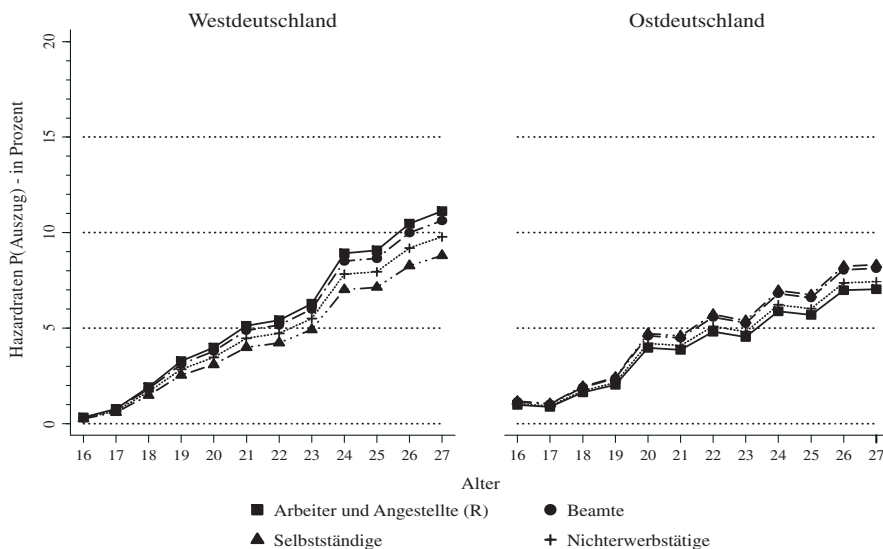 Westdeutschland
Ostdeutschland
Hazardraten P(Auszug) - in Prozent
20
15
10
5
0
16 17 18 19 20 21 22 23 24 25 26 27
16 17 18 19 20 21 22 23 24 25 26 27
Alter
Arbeiter und Angestellte (R)
Beamte
Selbstständige
Nichterwerbstätige